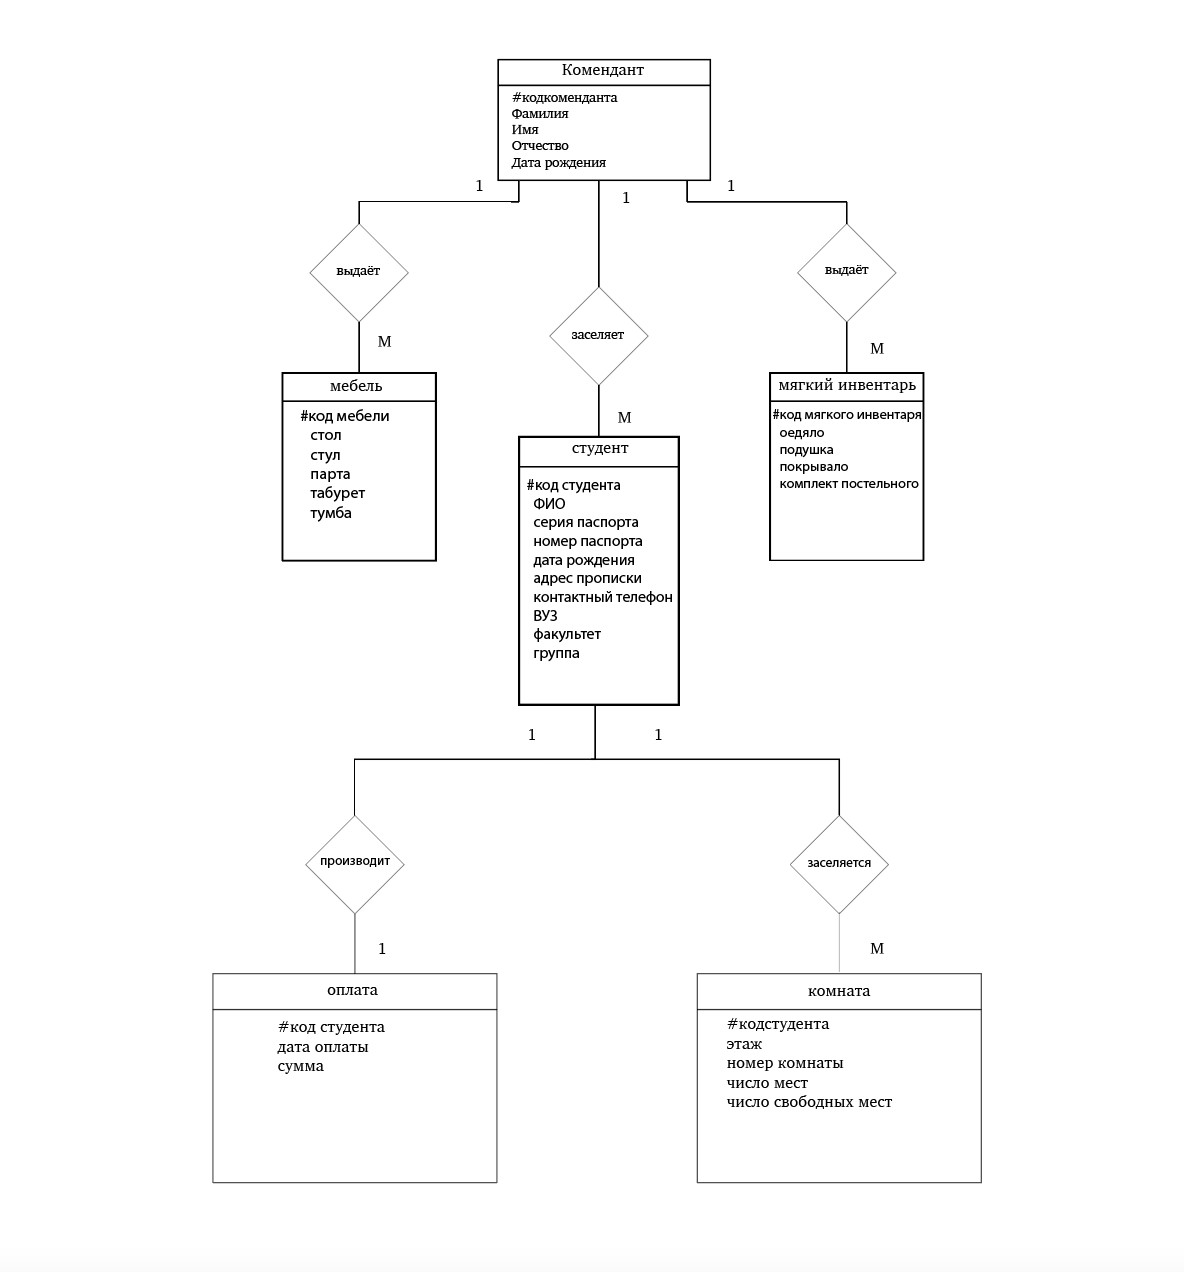 Комендант
#кодкоменданта
Фамилия
Имя
Отчество
Дата рождения
1
1
1
выдаёт
заселяет
выдаёт
М
М
М
мебель
#код мебели
стол
стул
парта
табурет
тумба
студент
#код студента
ФИО
серия паспорта
номер паспорта
дата рождения
адрес прописки
контактный телефон
ВУЗ
факультет
группа
мягкий инвентарь
#код мягкого инвентаря
оедяло
подушка
покрывало
комплект постельного
1
1
производит
заселяется
1
М
оплата
#код студента
дата оплаты
сумма
комната
#кодстудента
этаж
номер комнаты
число мест
число свободных мест